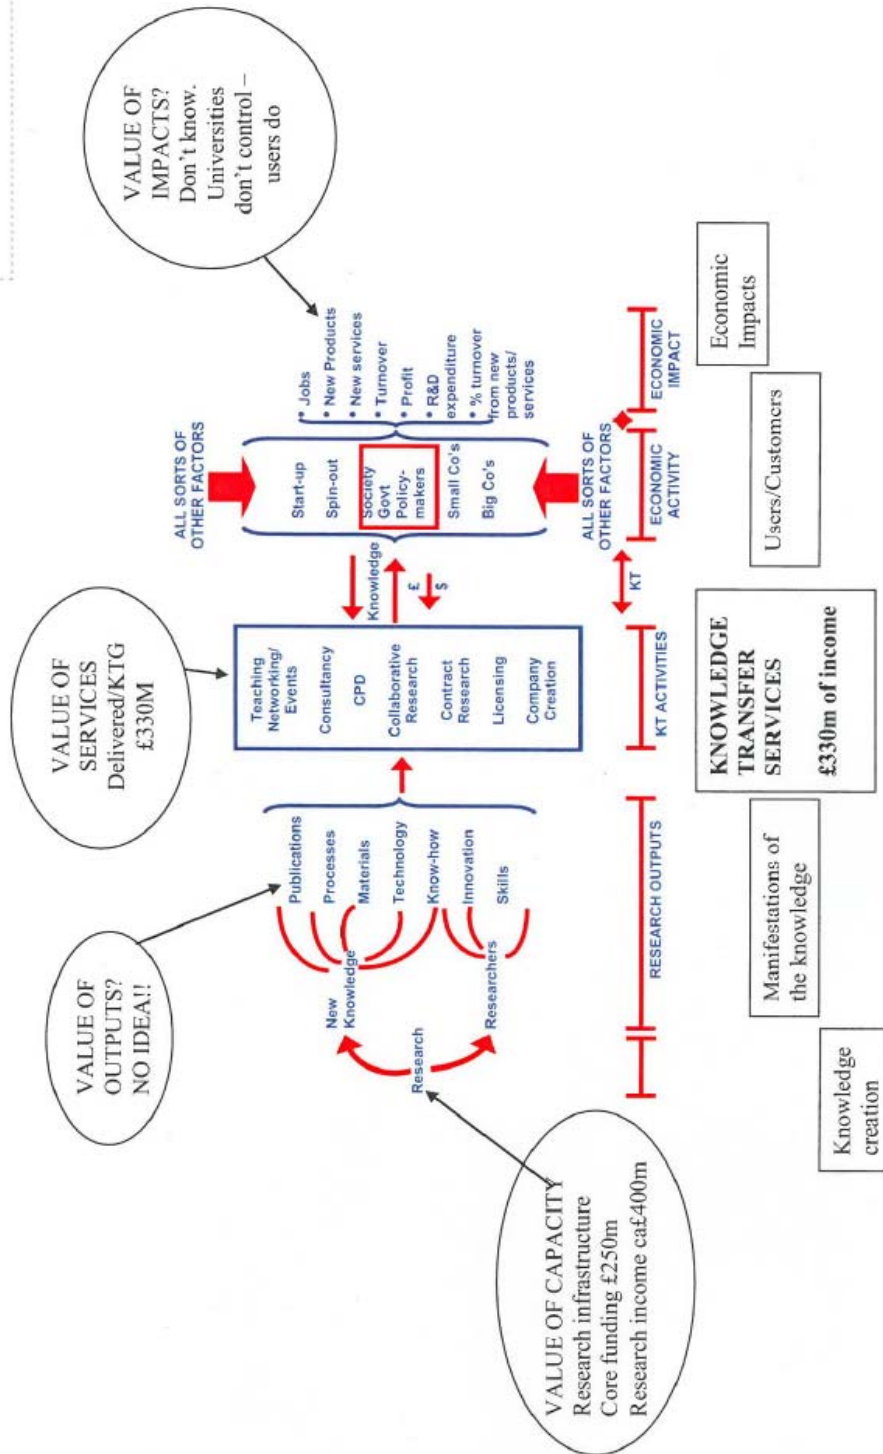 VALUE OF
OUTPUTS?
NO IDEA!!
VALUE OF
SERVICES
Delivered/KTG
£330M
VALUE OF
IMPACTS?
Don't know.
Universities
don't control –
users do
VALUE OF CAPACITY
Research infrastructure
Core funding £250m
Research income ca£400m
Research
New
Knowledge
Researchers
Publications
Processes
Materials
Technology
Know-how
Innovation
Skills
Teaching
Networking/
Events
Consultancy
CPD
Collaborative
Research
Contract
Research
Licensing
Company
Creation
Knowledge
£
$
ALL SORTS OF
OTHER FACTORS
Start-up
Spin-out
Society
Govt
Policy-
makers
Small Co's
Big Co's
ALL SORTS OF
OTHER FACTORS
* Jobs
* New Products
* New services
* Turnover
* Profit
* R&D
expenditure
* % turnover
from new
products/
services
RESEARCH OUTPUTS
KT ACTIVITIES
KT
ECONOMIC
ACTIVITY
ECONOMIC
IMPACT
Knowledge
creation
Manifestations of
the knowledge
KNOWLEDGE
TRANSFER
SERVICES
£330m of income
Users/Customers
Economic
Impacts